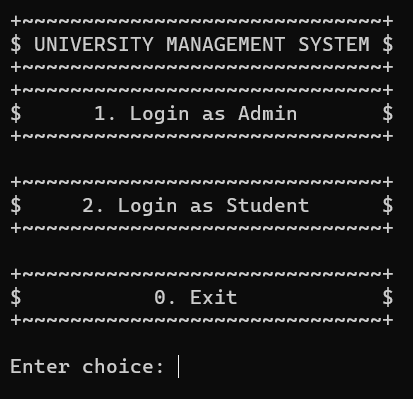 +~~~~~~~~~~~~~~~~~~~~~~~~~~~~~~+
$ UNIVERSITY MANAGEMENT SYSTEM $
+~~~~~~~~~~~~~~~~~~~~~~~~~~~~~~+
+~~~~~~~~~~~~~~~~~~~~~~~~~~~~~~+
$      1. Login as Admin       $
+~~~~~~~~~~~~~~~~~~~~~~~~~~~~~~+

+~~~~~~~~~~~~~~~~~~~~~~~~~~~~~~+
$     2. Login as Student      $
+~~~~~~~~~~~~~~~~~~~~~~~~~~~~~~+

+~~~~~~~~~~~~~~~~~~~~~~~~~~~~~~+
$           0. Exit            $
+~~~~~~~~~~~~~~~~~~~~~~~~~~~~~~+

Enter choice: